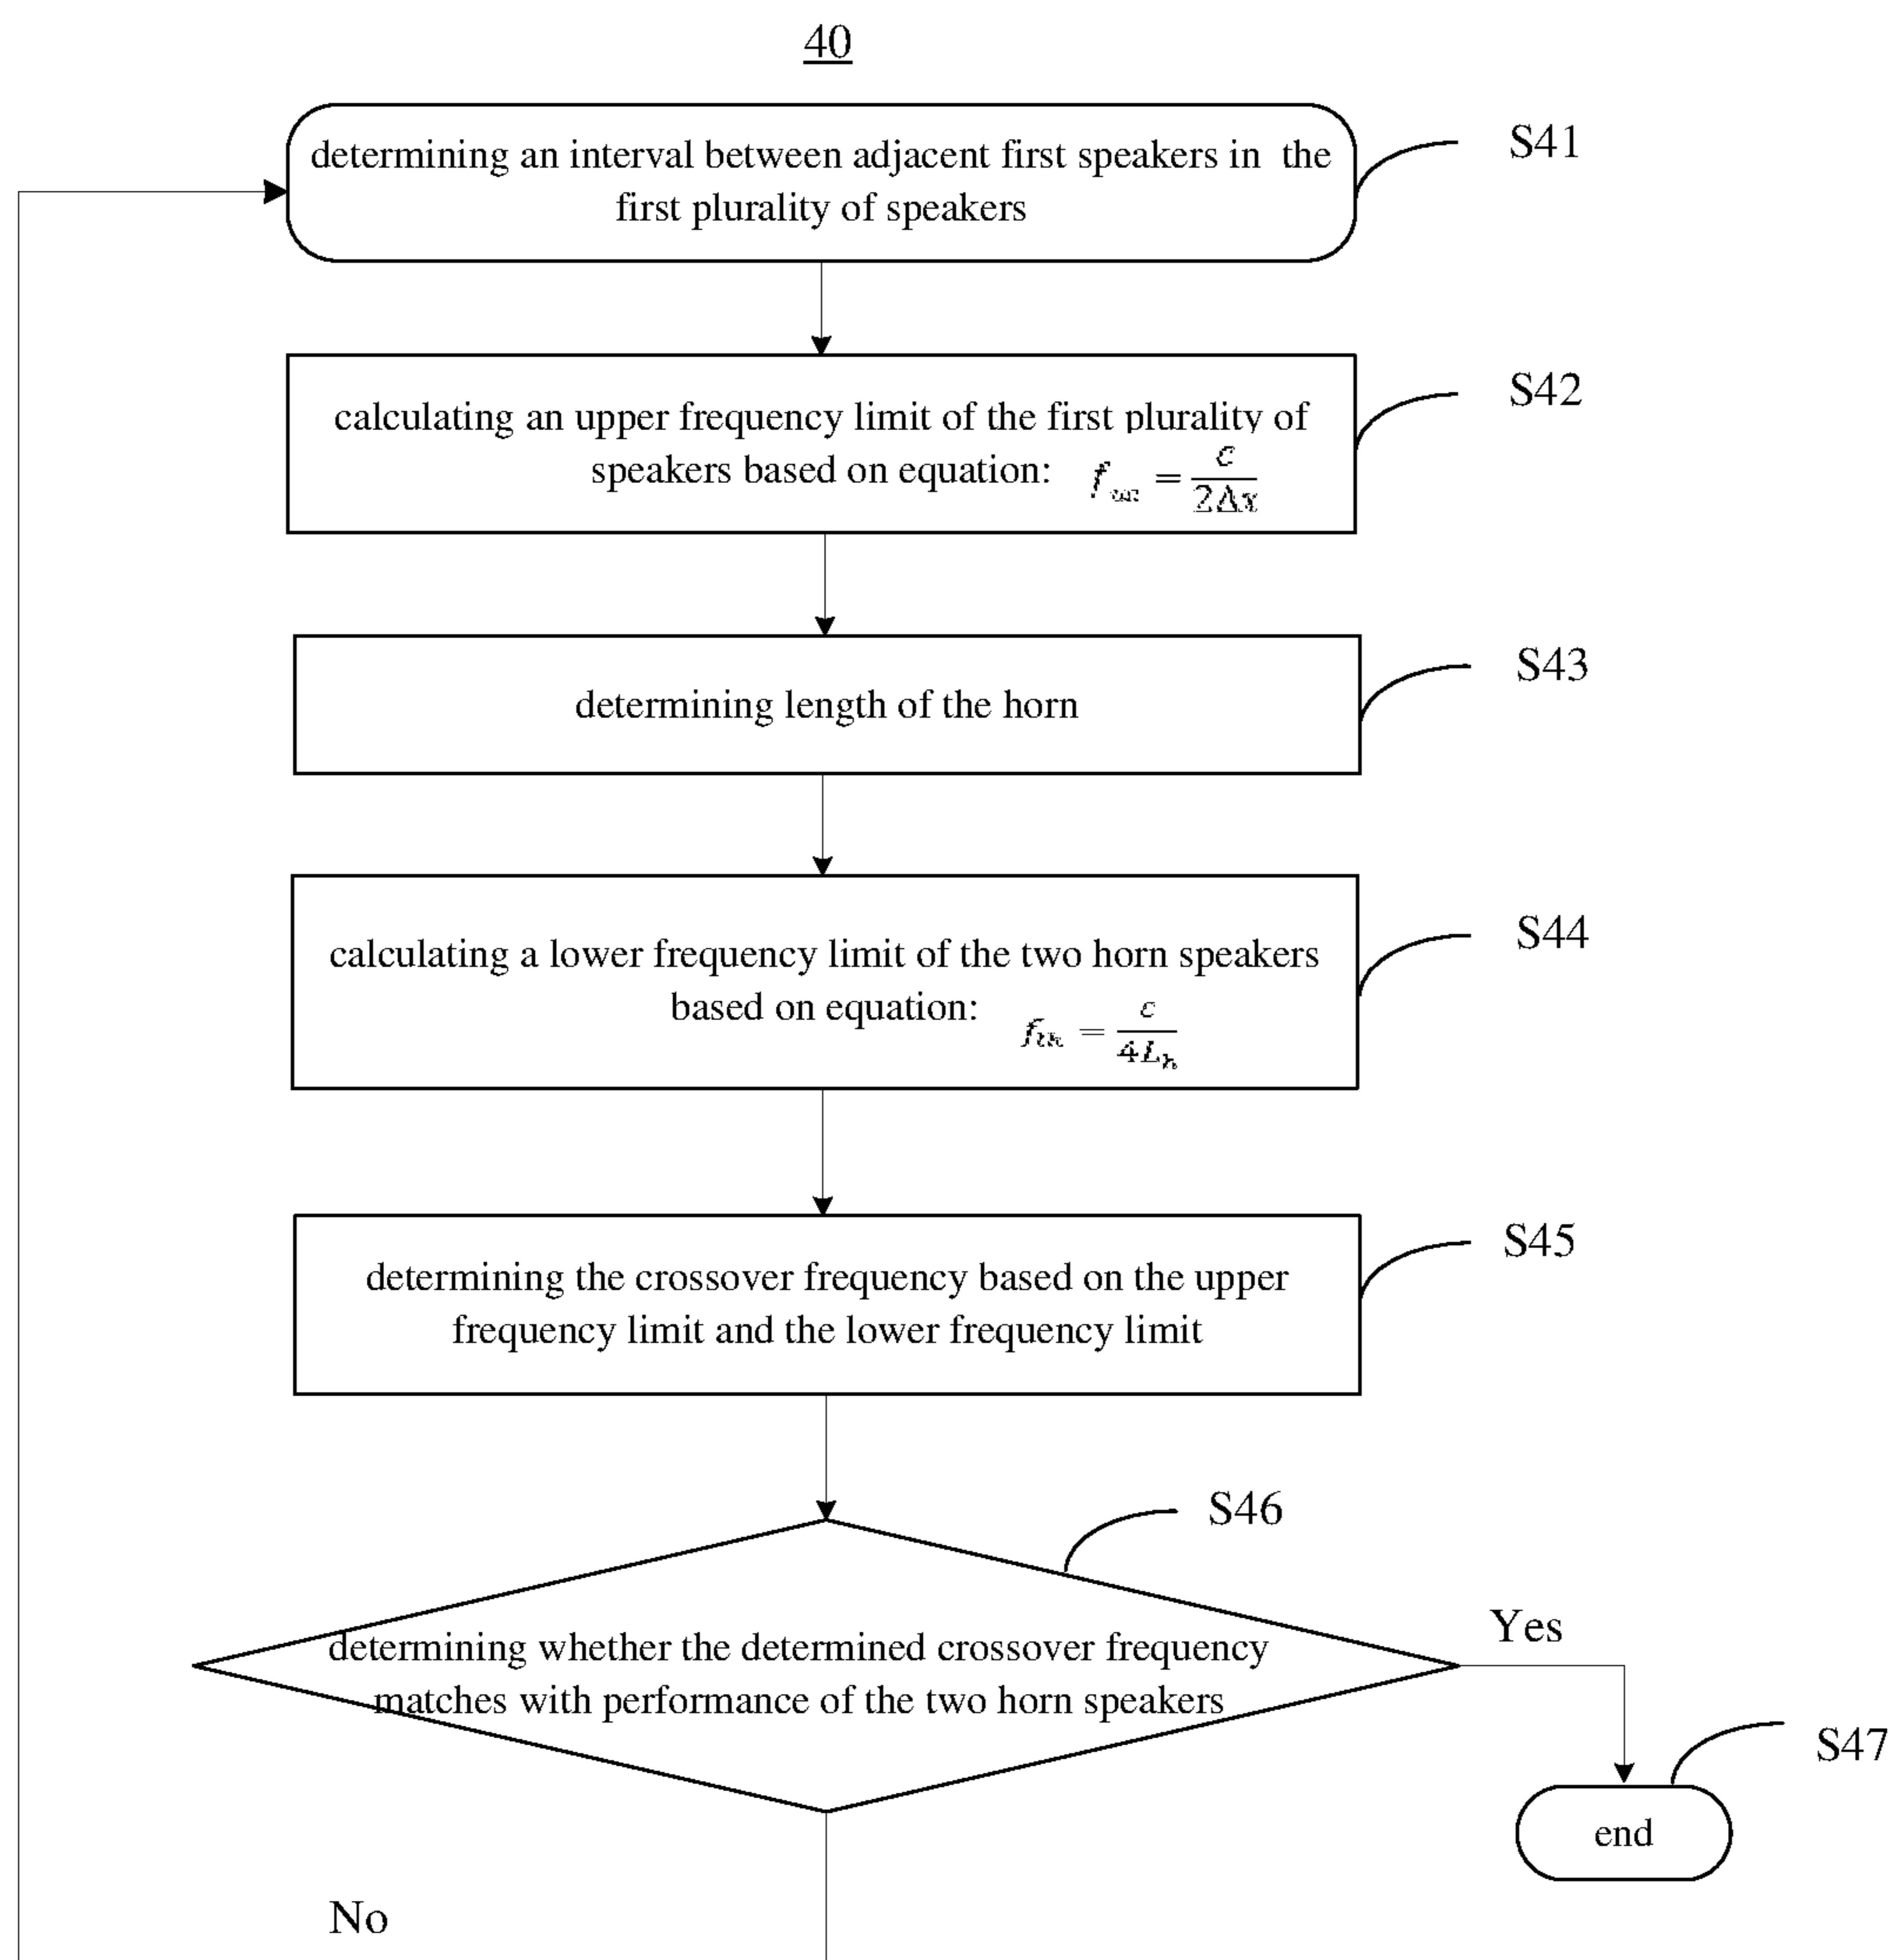 40
determining an interval between adjacent first speakers in the
first plurality of speakers
S41
calculating an upper frequency limit of the first plurality of
speakers based on equation: f = c / 2Δx
S42
determining length of the horn
S43
calculating a lower frequency limit of the two horn speakers
based on equation: f = c / 4L_h
S44
determining the crossover frequency based on the upper
frequency limit and the lower frequency limit
S45
S46
determining whether the determined crossover frequency
matches with performance of the two horn speakers
Yes
S47
end
No